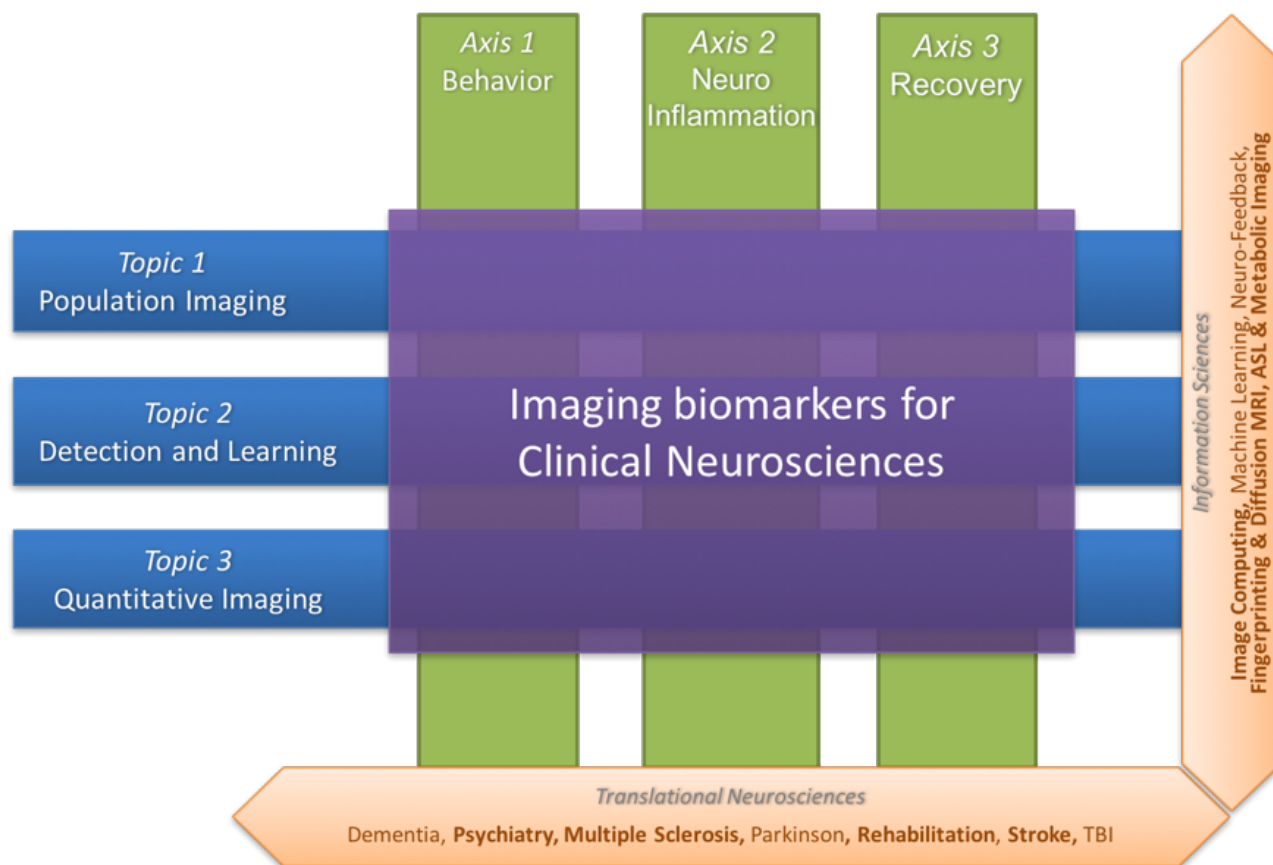 Axis 1
Behavior
Axis 2
Neuro
Inflammation
Axis 3
Recovery
Topic 1
Population Imaging
Topic 2
Detection and Learning
Topic 3
Quantitative Imaging
Imaging biomarkers for
Clinical Neurosciences
Information Sciences
Image Computing, Machine Learning, Neuro-Feedback,
Fingerprinting & Diffusion MRI, ASL & Metabolic Imaging
Translational Neurosciences
Dementia, Psychiatry, Multiple Sclerosis, Parkinson, Rehabilitation, Stroke, TBI